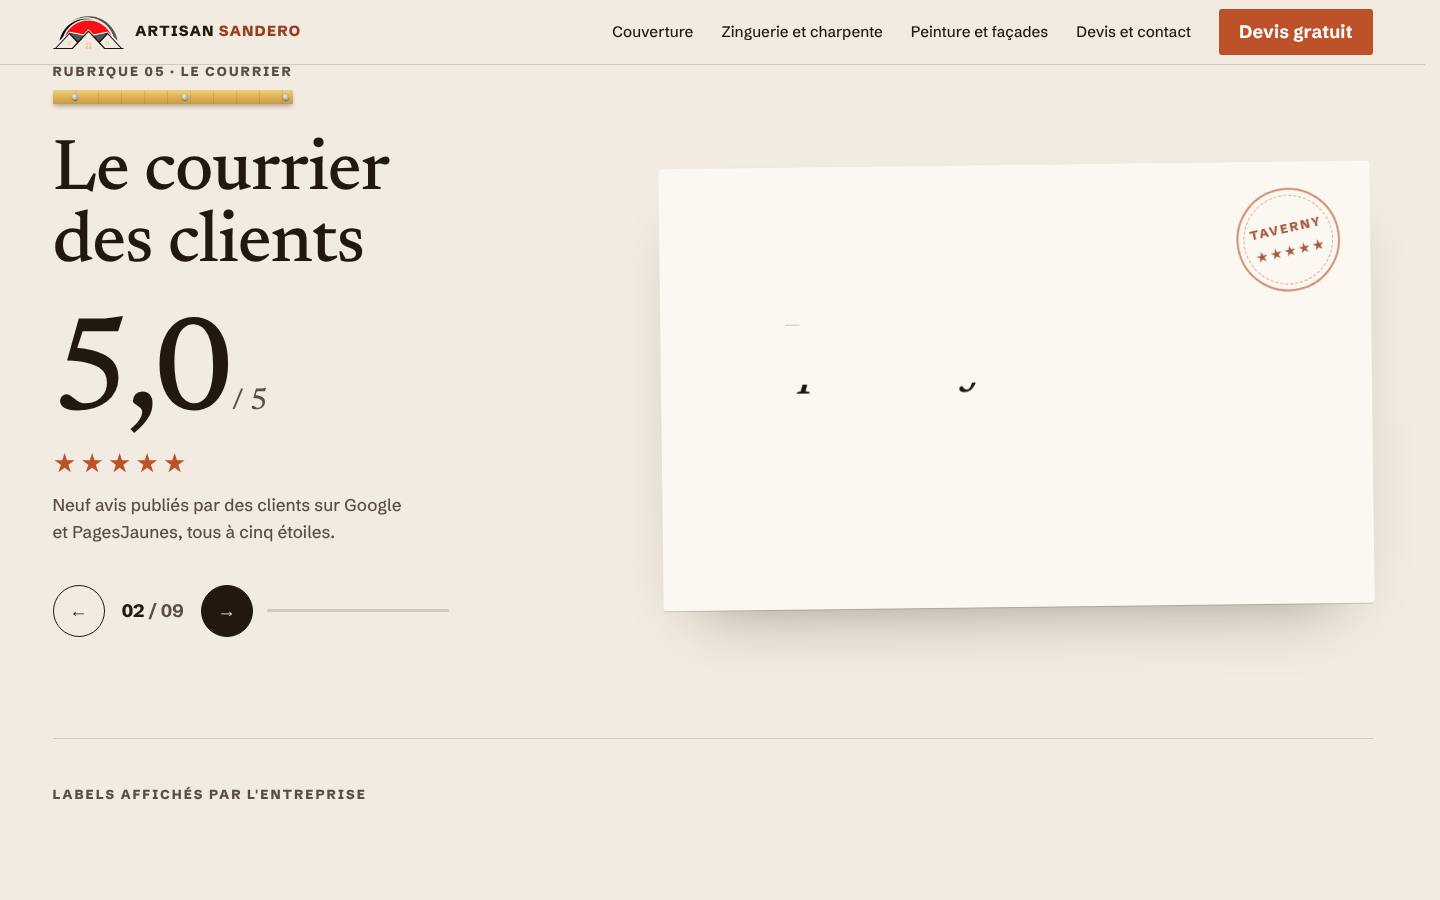 ARTISAN SANDERO
Couverture
Zinguerie et charpente
Peinture et façades
Devis et contact
Devis gratuit
RUBRIQUE 05 · LE COURRIER
Le courrier
des clients
5,0 / 5
★★★★★
Neuf avis publiés par des clients sur Google
et PagesJaunes, tous à cinq étoiles.
← 02 / 09 →
TAVERNY
★★★★★
LABELS AFFICHÉS PAR L'ENTREPRISE